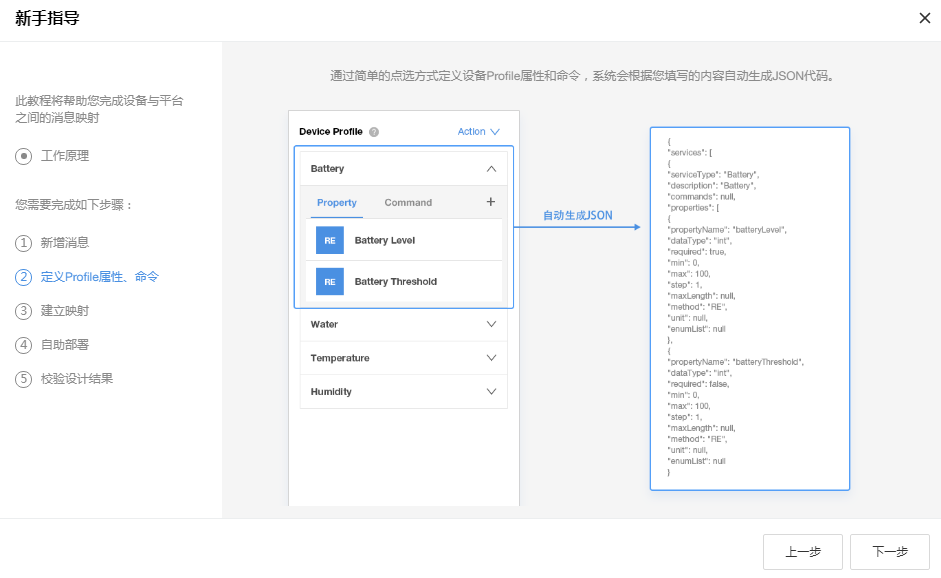 新手指导
此教程将帮助您完成设备与平台
之间的消息映射
工作原理
您需要完成如下步骤：
1 新增消息
2 定义Profile属性、命令
3 建立映射
4 自助部署
5 校验设计结果
通过简单的点选方式定义设备Profile属性和命令，系统会根据您填写的内容自动生成JSON代码。
Device Profile ?
Action
Battery
Property Command +
RE Battery Level
RE Battery Threshold
Water
Temperature
Humidity
自动生成JSON
{
"services": [
{
"serviceType": "Battery",
"description": "Battery",
"commands": null,
"properties": [
{
"propertyName": "batteryLevel",
"dataType": "int",
"required": true,
"min": 0,
"max": 100,
"step": 1,
"maxLength": null,
"method": "RE",
"unit": null,
"enumList": null
},
{
"propertyName": "batteryThreshold",
"dataType": "int",
"required": false,
"min": 0,
"max": 100,
"step": 1,
"maxLength": null,
"method": "RE",
"unit": null,
"enumList": null
}
上一步
下一步